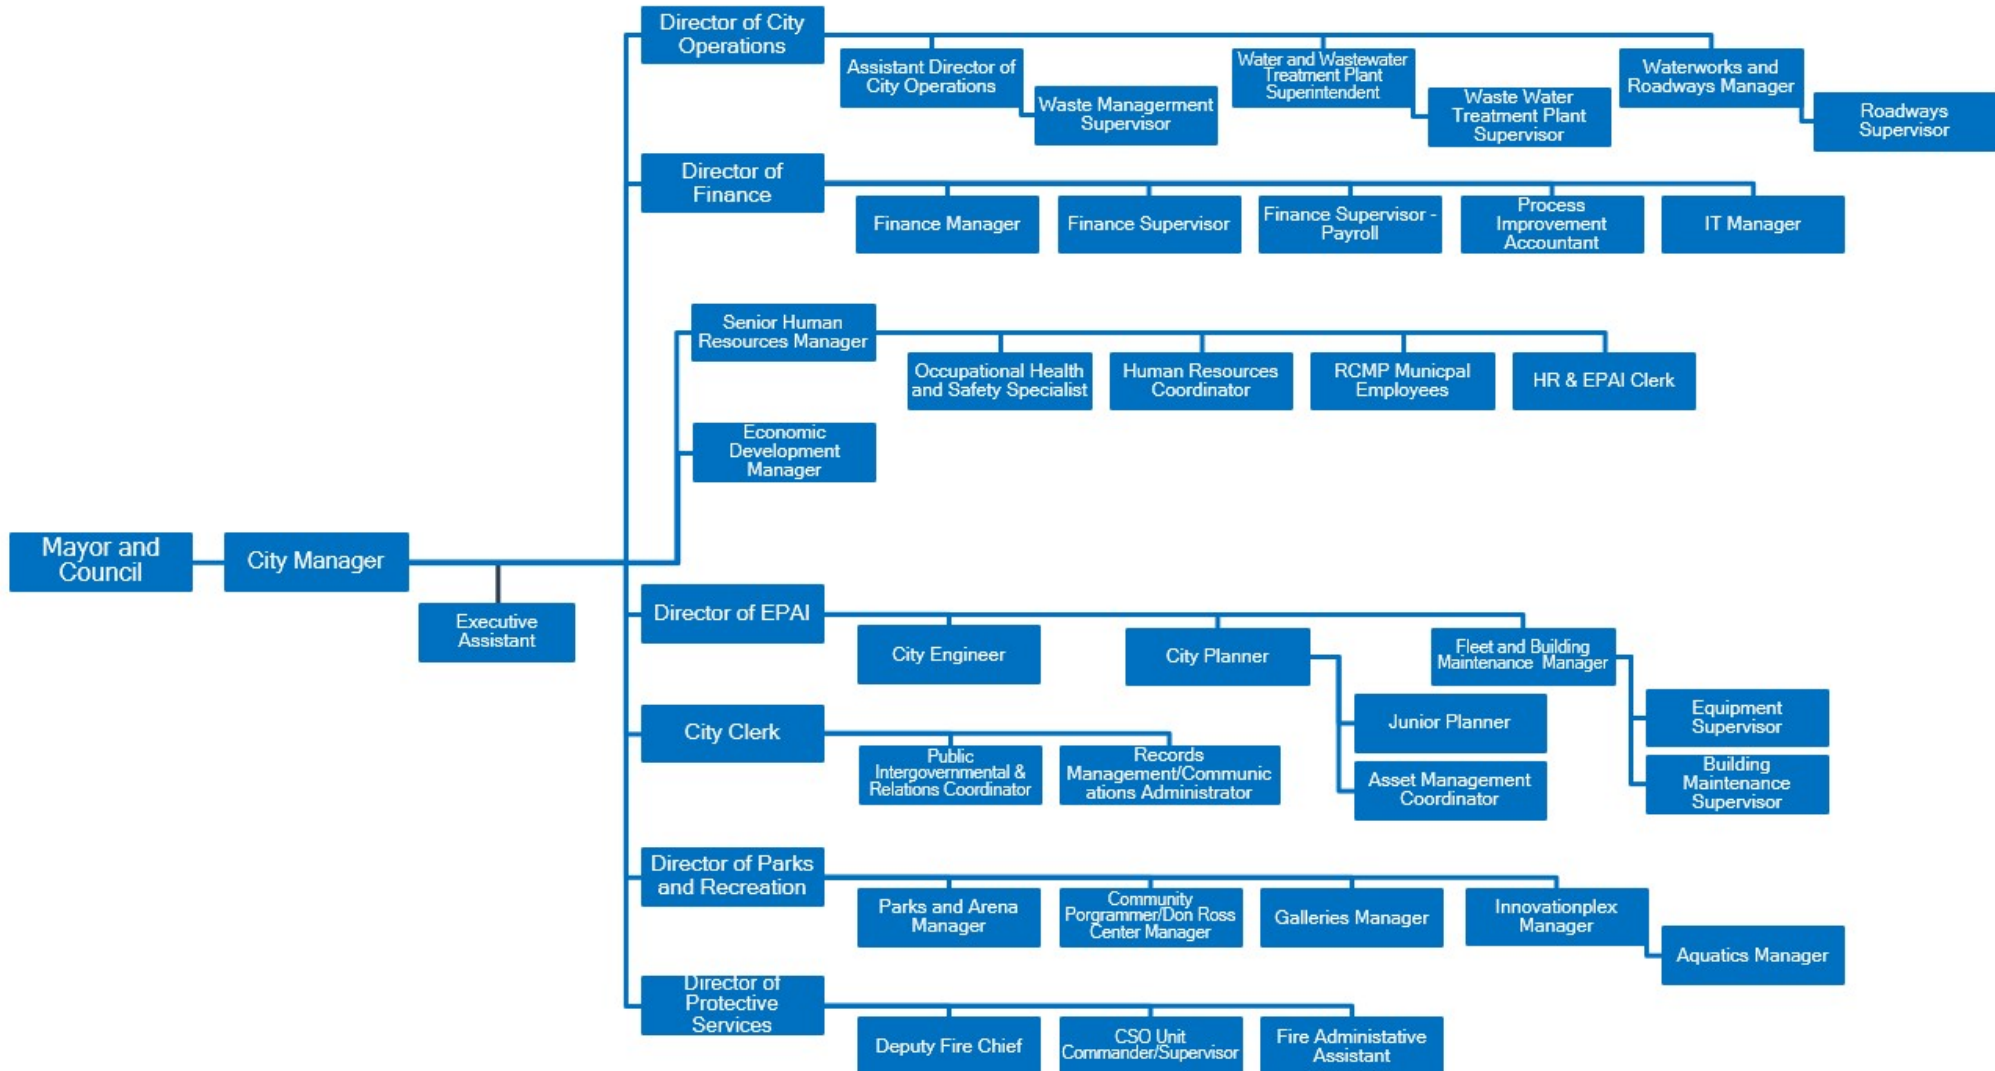 Director of City
Operations
Assistant Director of
City Operations
Waste Managerment
Supervisor
Water and Wastewater
Treatment Plant
Superintendent
Waste Water
Treatment Plant
Supervisor
Waterworks and
Roadways Manager
Roadways
Supervisor
Director of
Finance
Finance Manager
Finance Supervisor
Finance Supervisor -
Payroll
Process
Improvement
Accountant
IT Manager
Senior Human
Resources Manager
Occupational Health
and Safety Specialist
Human Resources
Coordinator
RCMP Municpal
Employees
HR & EPAI Clerk
Economic
Development
Manager
Mayor and
Council
City Manager
Executive
Assistant
Director of EPAI
City Engineer
City Planner
Junior Planner
Asset Management
Coordinator
Fleet and Building
Maintenance Manager
Equipment
Supervisor
Building
Maintenance
Supervisor
City Clerk
Public
Intergovernmental &
Relations Coordinator
Records
Management/Communic
ations Administrator
Director of Parks
and Recreation
Parks and Arena
Manager
Community
Porgrammer/Don Ross
Center Manager
Galleries Manager
Innovationplex
Manager
Aquatics Manager
Director of
Protective
Services
Deputy Fire Chief
CSO Unit
Commander/Supervisor
Fire Administative
Assistant